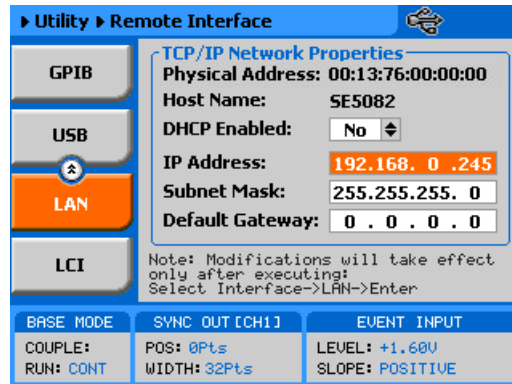 Utility Remote Interface
GPIB
USB
LAN
LCI
TCP/IP Network Properties
Physical Address: 00:13:76:00:00:00
Host Name: SE5082
DHCP Enabled: No
IP Address: 192.168. 0 .245
Subnet Mask: 255.255.255. 0
Default Gateway: 0 . 0 . 0 . 0
Note: Modifications will take effect
only after executing:
Select Interface->LAN->Enter
BASE MODE
COUPLE:
RUN: CONT
SYNC OUT [CH1]
POS: 0Pts
WIDTH: 32Pts
EVENT INPUT
LEVEL: +1.60V
SLOPE: POSITIVE